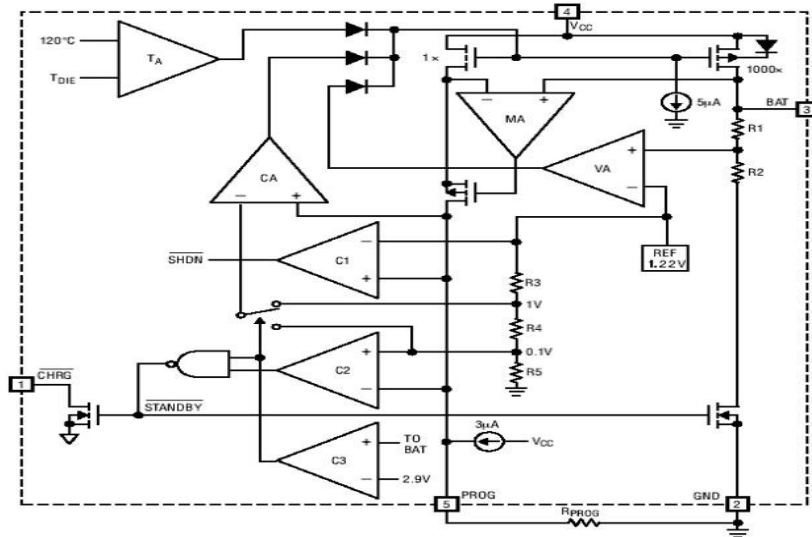 4
VCC
120°C
TA
TDIE
1×
1000×
5µA
MA
BAT
3
R1
VA
R2
CA
REF
1.22V
SHDN
C1
R3
1V
R4
0.1V
C2
R5
1
CHRG
STANDBY
3µA
VCC
TO
BAT
C3
2.9V
5
PROG
GND
2
RPROG